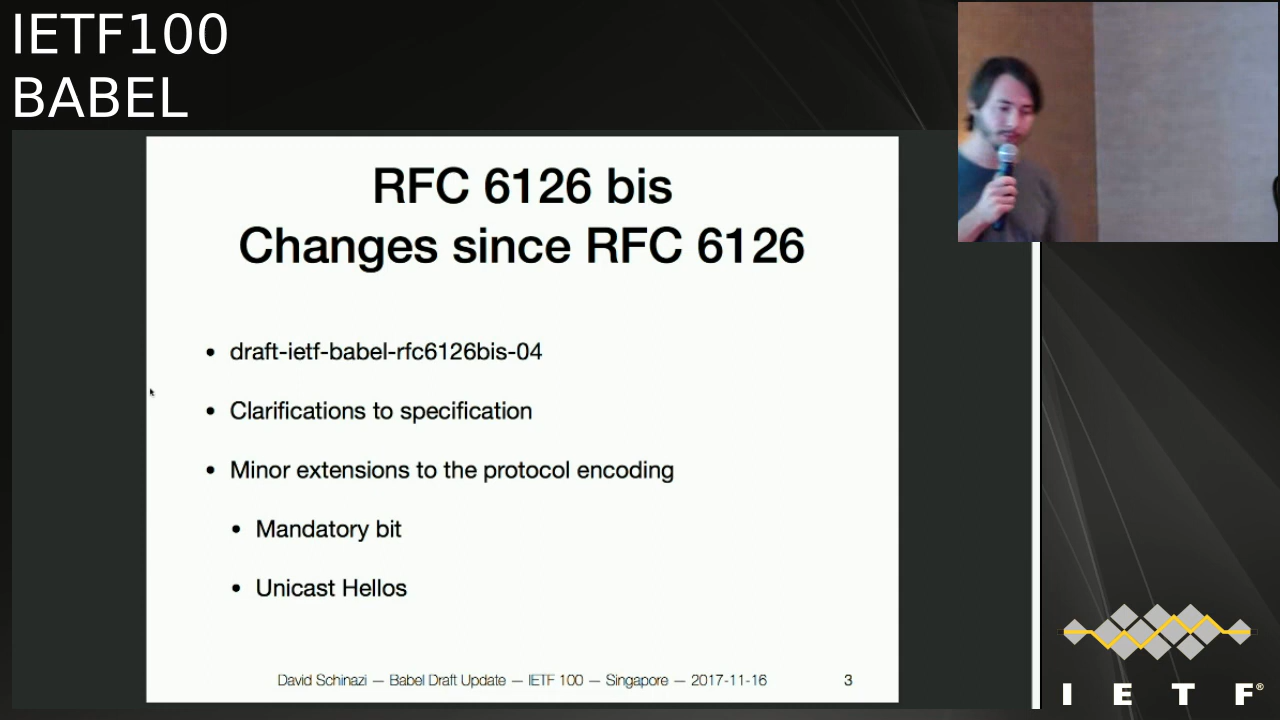 IETF100
BABEL
RFC 6126 bis
Changes since RFC 6126
• draft-ietf-babel-rfc6126bis-04
• Clarifications to specification
• Minor extensions to the protocol encoding
• Mandatory bit
• Unicast Hellos
David Schinazi — Babel Draft Update — IETF 100 — Singapore — 2017-11-16 3
I E T F®